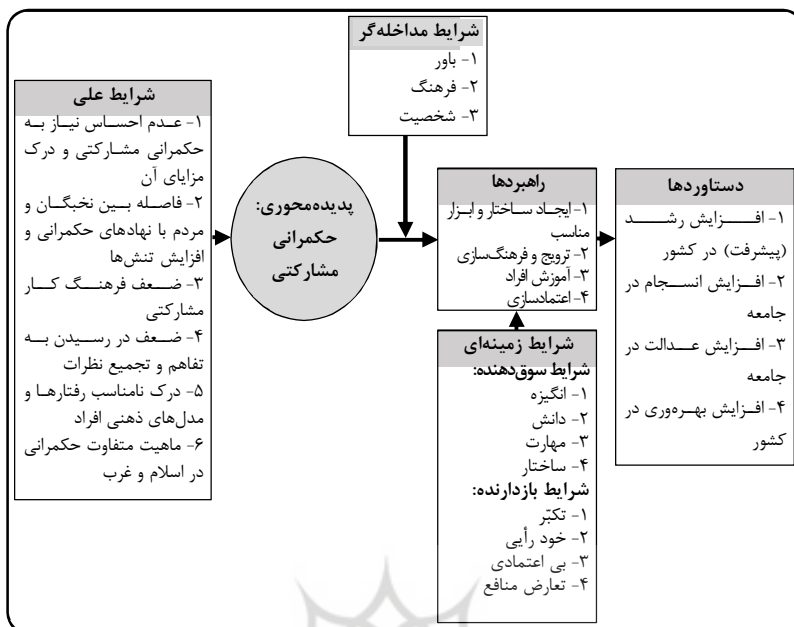 شرایط مداخله‌گر
۱- باور
۲- فرهنگ
۳- شخصیت
شرایط علی
۱- عدم احساس نیاز به
حکمرانی مشارکتی و درک
مزایای آن
۲- فاصله بین نخبگان و
مردم با نهادهای حکمرانی و
افزایش تنش‌ها
۳- ضعف فرهنگ کار
مشارکتی
۴- ضعف در رسیدن به
تفاهم و تجمیع نظرات
۵- درک نامناسب رفتارها و
مدل‌های ذهنی افراد
۶- ماهیت متفاوت حکمرانی
در اسلام و غرب
پدیده‌محوری:
حکمرانی
مشارکتی
راهبردها
۱- ایجاد ساختار و ابزار
مناسب
۲- ترویج و فرهنگ‌سازی
۳- آموزش افراد
۴- اعتمادسازی
شرایط زمینه‌ای
شرایط سوق‌دهنده:
۱- انگیزه
۲- دانش
۳- مهارت
۴- ساختار
شرایط بازدارنده:
۱- تکبّر
۲- خود رأیی
۳- بی اعتمادی
۴- تعارض منافع
دستاوردها
۱- افزایش رشد
(پیشرفت) در کشور
۲- افزایش انسجام در
جامعه
۳- افزایش عدالت در
جامعه
۴- افزایش بهره‌وری در
کشور